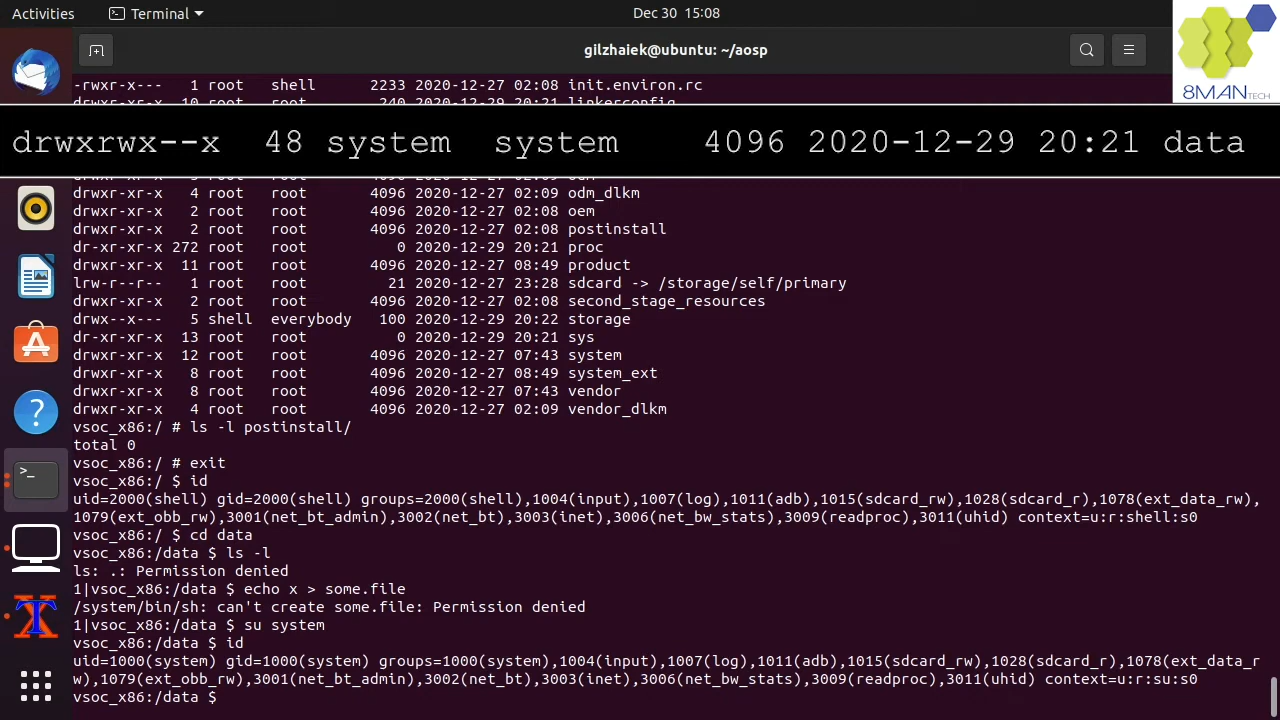 Activities Terminal Dec 30 15:08
gilzhaiek@ubuntu: ~/aosp
8MANTECH
-rwxr-x--- 1 root shell 2233 2020-12-27 02:08 init.environ.rc
drwxr-xr-x 10 root root 240 2020-12-29 20:21 linkerconfig
drwxrwx--x 48 system system 4096 2020-12-29 20:21 data
drwxr-xr-x 4 root root 4096 2020-12-27 02:09 odm_dlkm
drwxr-xr-x 2 root root 4096 2020-12-27 02:08 oem
drwxr-xr-x 2 root root 4096 2020-12-27 02:08 postinstall
dr-xr-xr-x 272 root root 0 2020-12-29 20:21 proc
drwxr-xr-x 11 root root 4096 2020-12-27 08:49 product
lrw-r--r-- 1 root root 21 2020-12-27 23:28 sdcard -> /storage/self/primary
drwxr-xr-x 2 root root 4096 2020-12-27 02:08 second_stage_resources
drwx--x--- 5 shell everybody 100 2020-12-29 20:22 storage
dr-xr-xr-x 13 root root 0 2020-12-29 20:21 sys
drwxr-xr-x 12 root root 4096 2020-12-27 07:43 system
drwxr-xr-x 8 root root 4096 2020-12-27 08:49 system_ext
drwxr-xr-x 8 root root 4096 2020-12-27 07:43 vendor
drwxr-xr-x 4 root root 4096 2020-12-27 02:09 vendor_dlkm
vsoc_x86:/ # ls -l postinstall/
total 0
vsoc_x86:/ # exit
vsoc_x86:/ $ id
uid=2000(shell) gid=2000(shell) groups=2000(shell),1004(input),1007(log),1011(adb),1015(sdcard_rw),1028(sdcard_r),1078(ext_data_rw),
1079(ext_obb_rw),3001(net_bt_admin),3002(net_bt),3003(inet),3006(net_bw_stats),3009(readproc),3011(uhid) context=u:r:shell:s0
vsoc_x86:/ $ cd data
vsoc_x86:/data $ ls -l
ls: .: Permission denied
1|vsoc_x86:/data $ echo x > some.file
/system/bin/sh: can't create some.file: Permission denied
1|vsoc_x86:/data $ su system
vsoc_x86:/data $ id
uid=1000(system) gid=1000(system) groups=1000(system),1004(input),1007(log),1011(adb),1015(sdcard_rw),1028(sdcard_r),1078(ext_data_r
w),1079(ext_obb_rw),3001(net_bt_admin),3002(net_bt),3003(inet),3006(net_bw_stats),3009(readproc),3011(uhid) context=u:r:su:s0
vsoc_x86:/data $